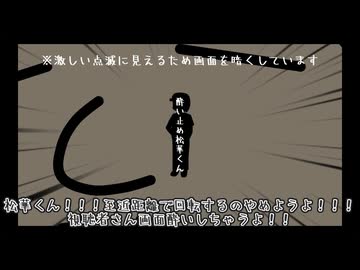 ※激しい点滅に見えるため画面を暗くしています
酔い止め松華くん
松華くん！！！至近距離で回転するのやめようよ！！！
視聴者さん画面酔いしちゃうよ！！